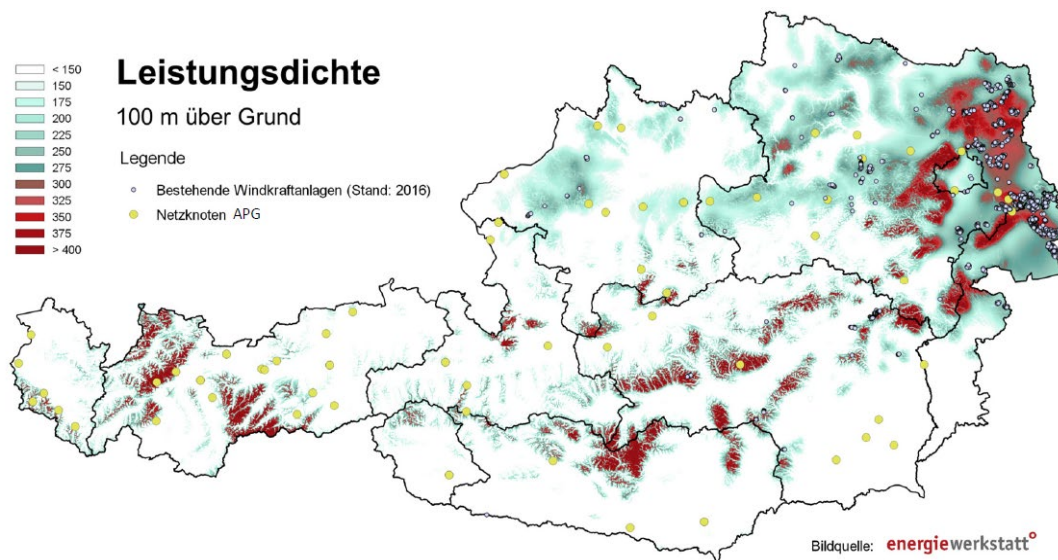 Leistungsdichte
100 m über Grund
< 150
150
175
200
225
250
275
300
325
350
375
> 400
Legende
Bestehende Windkraftanlagen (Stand: 2016)
Netzknoten APG
Bildquelle: energiewerkstatt